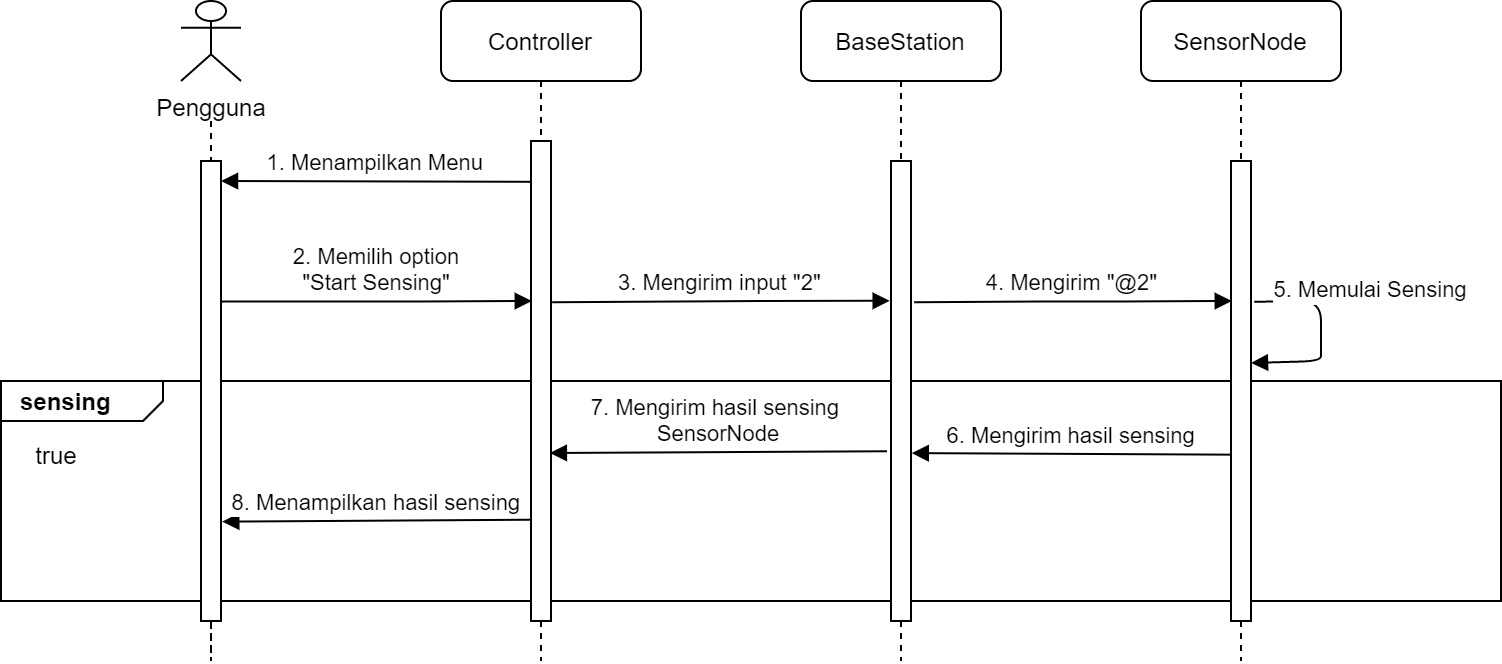 Pengguna
Controller
BaseStation
SensorNode
1. Menampilkan Menu
2. Memilih option
"Start Sensing"
3. Mengirim input "2"
4. Mengirim "@2"
5. Memulai Sensing
sensing
true
6. Mengirim hasil sensing
7. Mengirim hasil sensing
SensorNode
8. Menampilkan hasil sensing